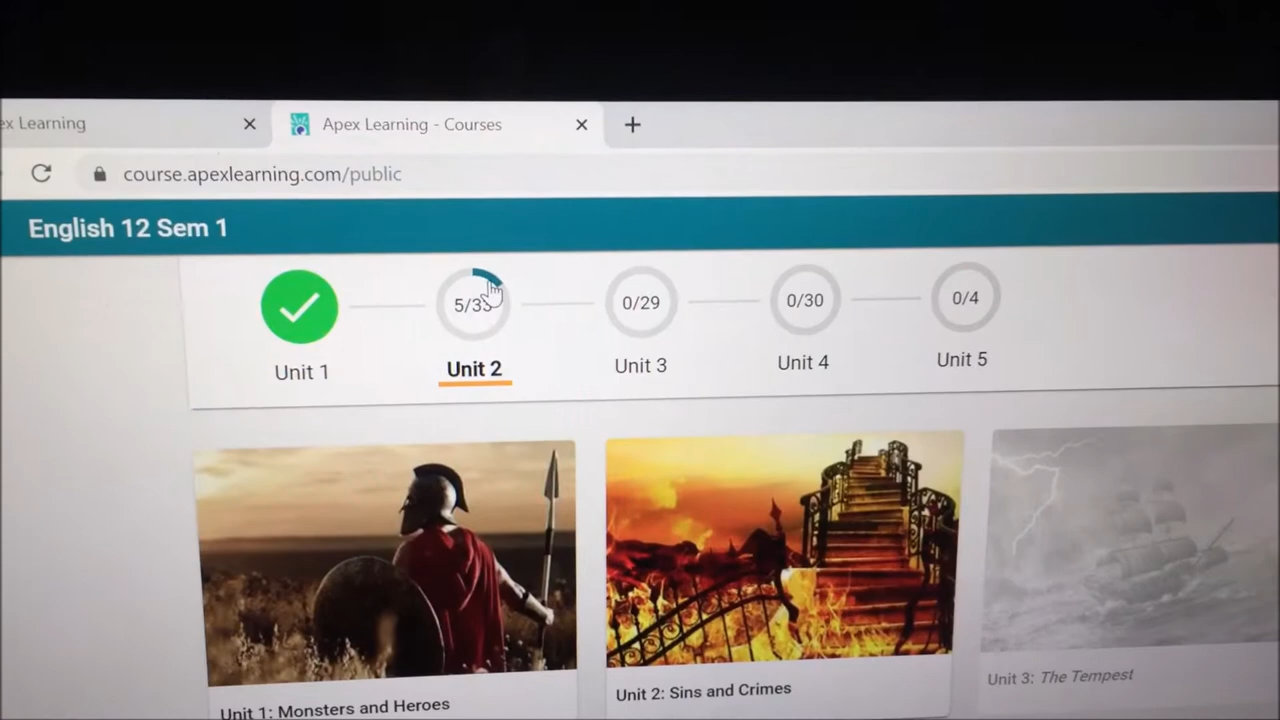 ex Learning
Apex Learning - Courses
course.apexlearning.com/public
English 12 Sem 1
0/29
0/30
0/4
Unit 1
Unit 2
Unit 3
Unit 4
Unit 5
Unit 1: Monsters and Heroes
Unit 2: Sins and Crimes
Unit 3: The Tempest